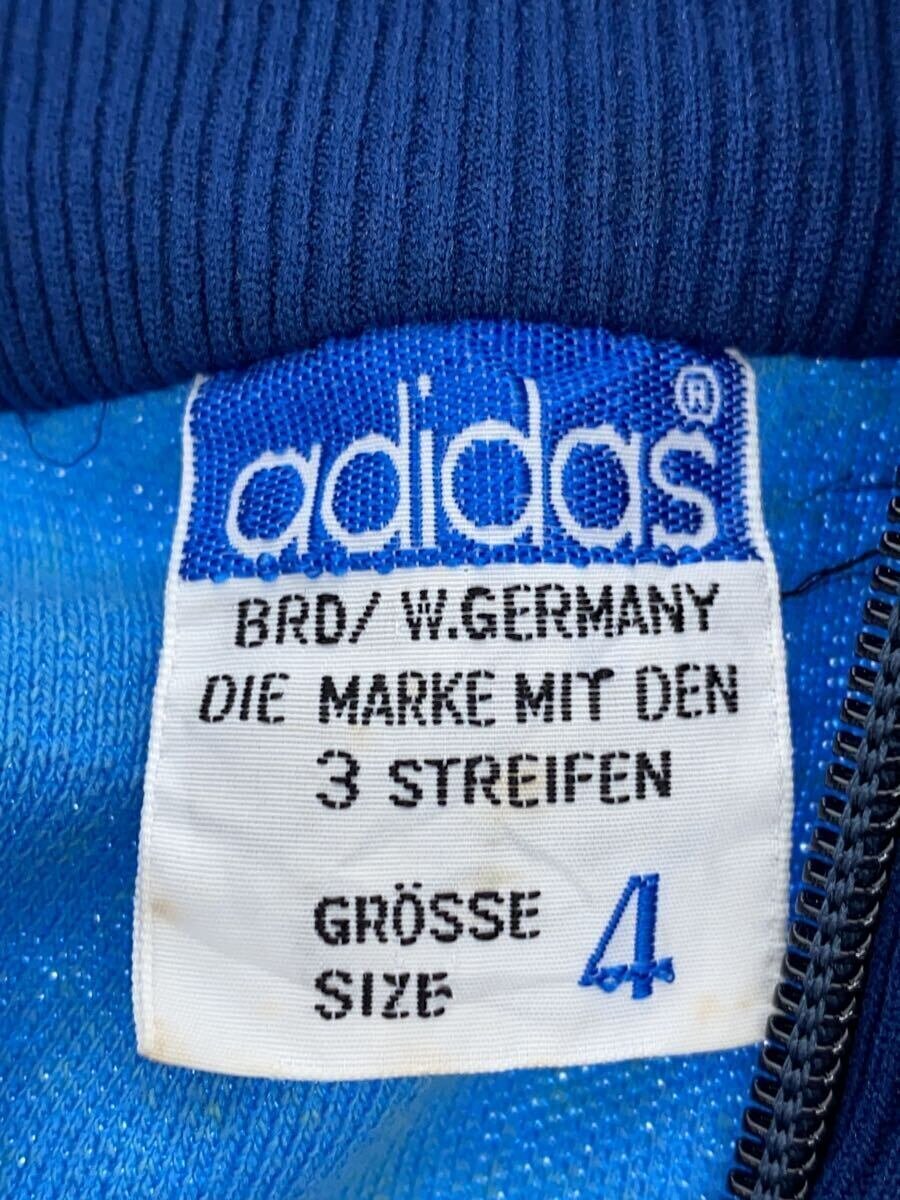 adidas®
BRD/ W.GERMANY
DIE MARKE MIT DEN
3 STREIFEN
GRÖSSE
SIZE 4